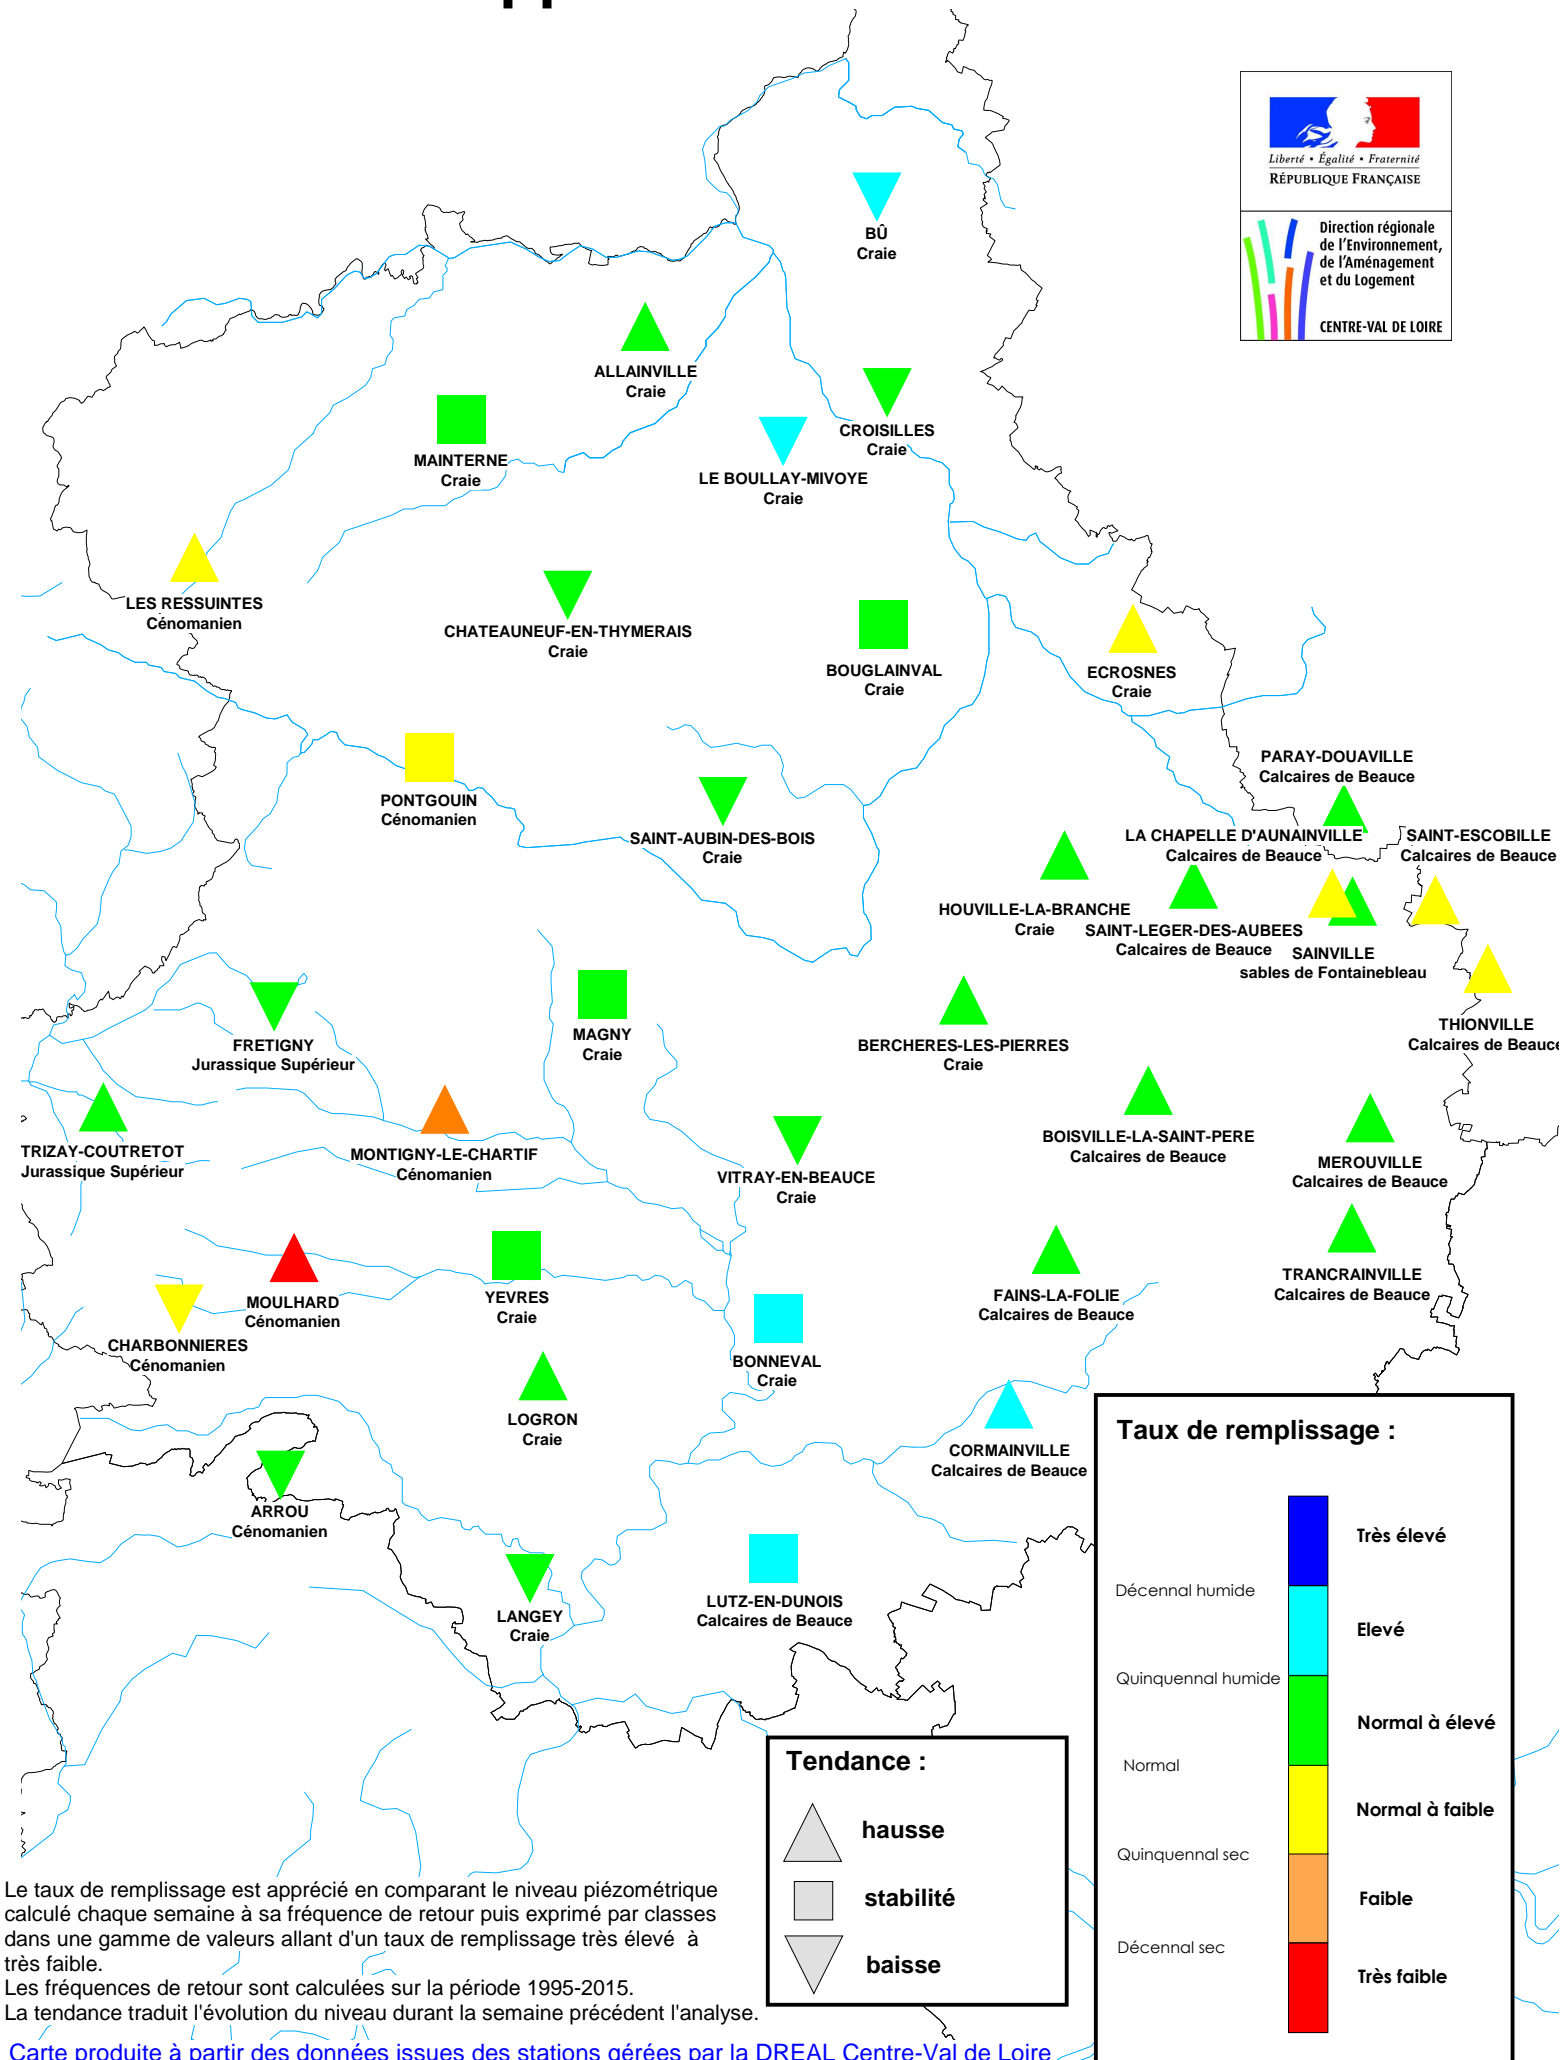 Liberté • Égalité • Fraternité
RÉPUBLIQUE FRANÇAISE
Direction régionale
de l'Environnement,
de l'Aménagement
et du Logement
CENTRE-VAL DE LOIRE
BÛ
Craie
ALLAINVILLE
Craie
CROISILLES
Craie
MAINTERNE
Craie
LE BOULLAY-MIVOYE
Craie
LES RESSUINTES
Cénomanien
CHATEAUNEUF-EN-THYMERAIS
Craie
BOUGLAINVAL
Craie
ECROSNES
Craie
PARAY-DOUAVILLE
Calcaires de Beauce
PONTGOUIN
Cénomanien
SAINT-AUBIN-DES-BOIS
Craie
LA CHAPELLE D'AUNAINVILLE
Calcaires de Beauce
SAINT-ESCOBILLE
Calcaires de Beauce
HOUVILLE-LA-BRANCHE
Craie
SAINT-LEGER-DES-AUBEES
Calcaires de Beauce
SAINVILLE
sables de Fontainebleau
THIONVILLE
Calcaires de Beauce
FRETIGNY
Jurassique Supérieur
MAGNY
Craie
BERCHERES-LES-PIERRES
Craie
TRIZAY-COUTRETOT
Jurassique Supérieur
MONTIGNY-LE-CHARTIF
Cénomanien
VITRAY-EN-BEAUCE
Craie
BOISVILLE-LA-SAINT-PERE
Calcaires de Beauce
MEROUVILLE
Calcaires de Beauce
MOULHARD
Cénomanien
CHARBONNIERES
Cénomanien
YEVRES
Craie
FAINS-LA-FOLIE
Calcaires de Beauce
TRANCRAINVILLE
Calcaires de Beauce
BONNEVAL
Craie
LOGRON
Craie
CORMAINVILLE
Calcaires de Beauce
ARROU
Cénomanien
LANGEY
Craie
LUTZ-EN-DUNOIS
Calcaires de Beauce
Taux de remplissage :
Très élevé
Décennal humide
Elevé
Quinquennal humide
Normal à élevé
Normal
Normal à faible
Quinquennal sec
Faible
Décennal sec
Très faible
Tendance :
hausse
stabilité
baisse
Le taux de remplissage est apprécié en comparant le niveau piézométrique
calculé chaque semaine à sa fréquence de retour puis exprimé par classes
dans une gamme de valeurs allant d'un taux de remplissage très élevé à
très faible.
Les fréquences de retour sont calculées sur la période 1995-2015.
La tendance traduit l'évolution du niveau durant la semaine précédent l'analyse.
Carte produite à partir des données issues des stations gérées par la DREAL Centre-Val de Loire